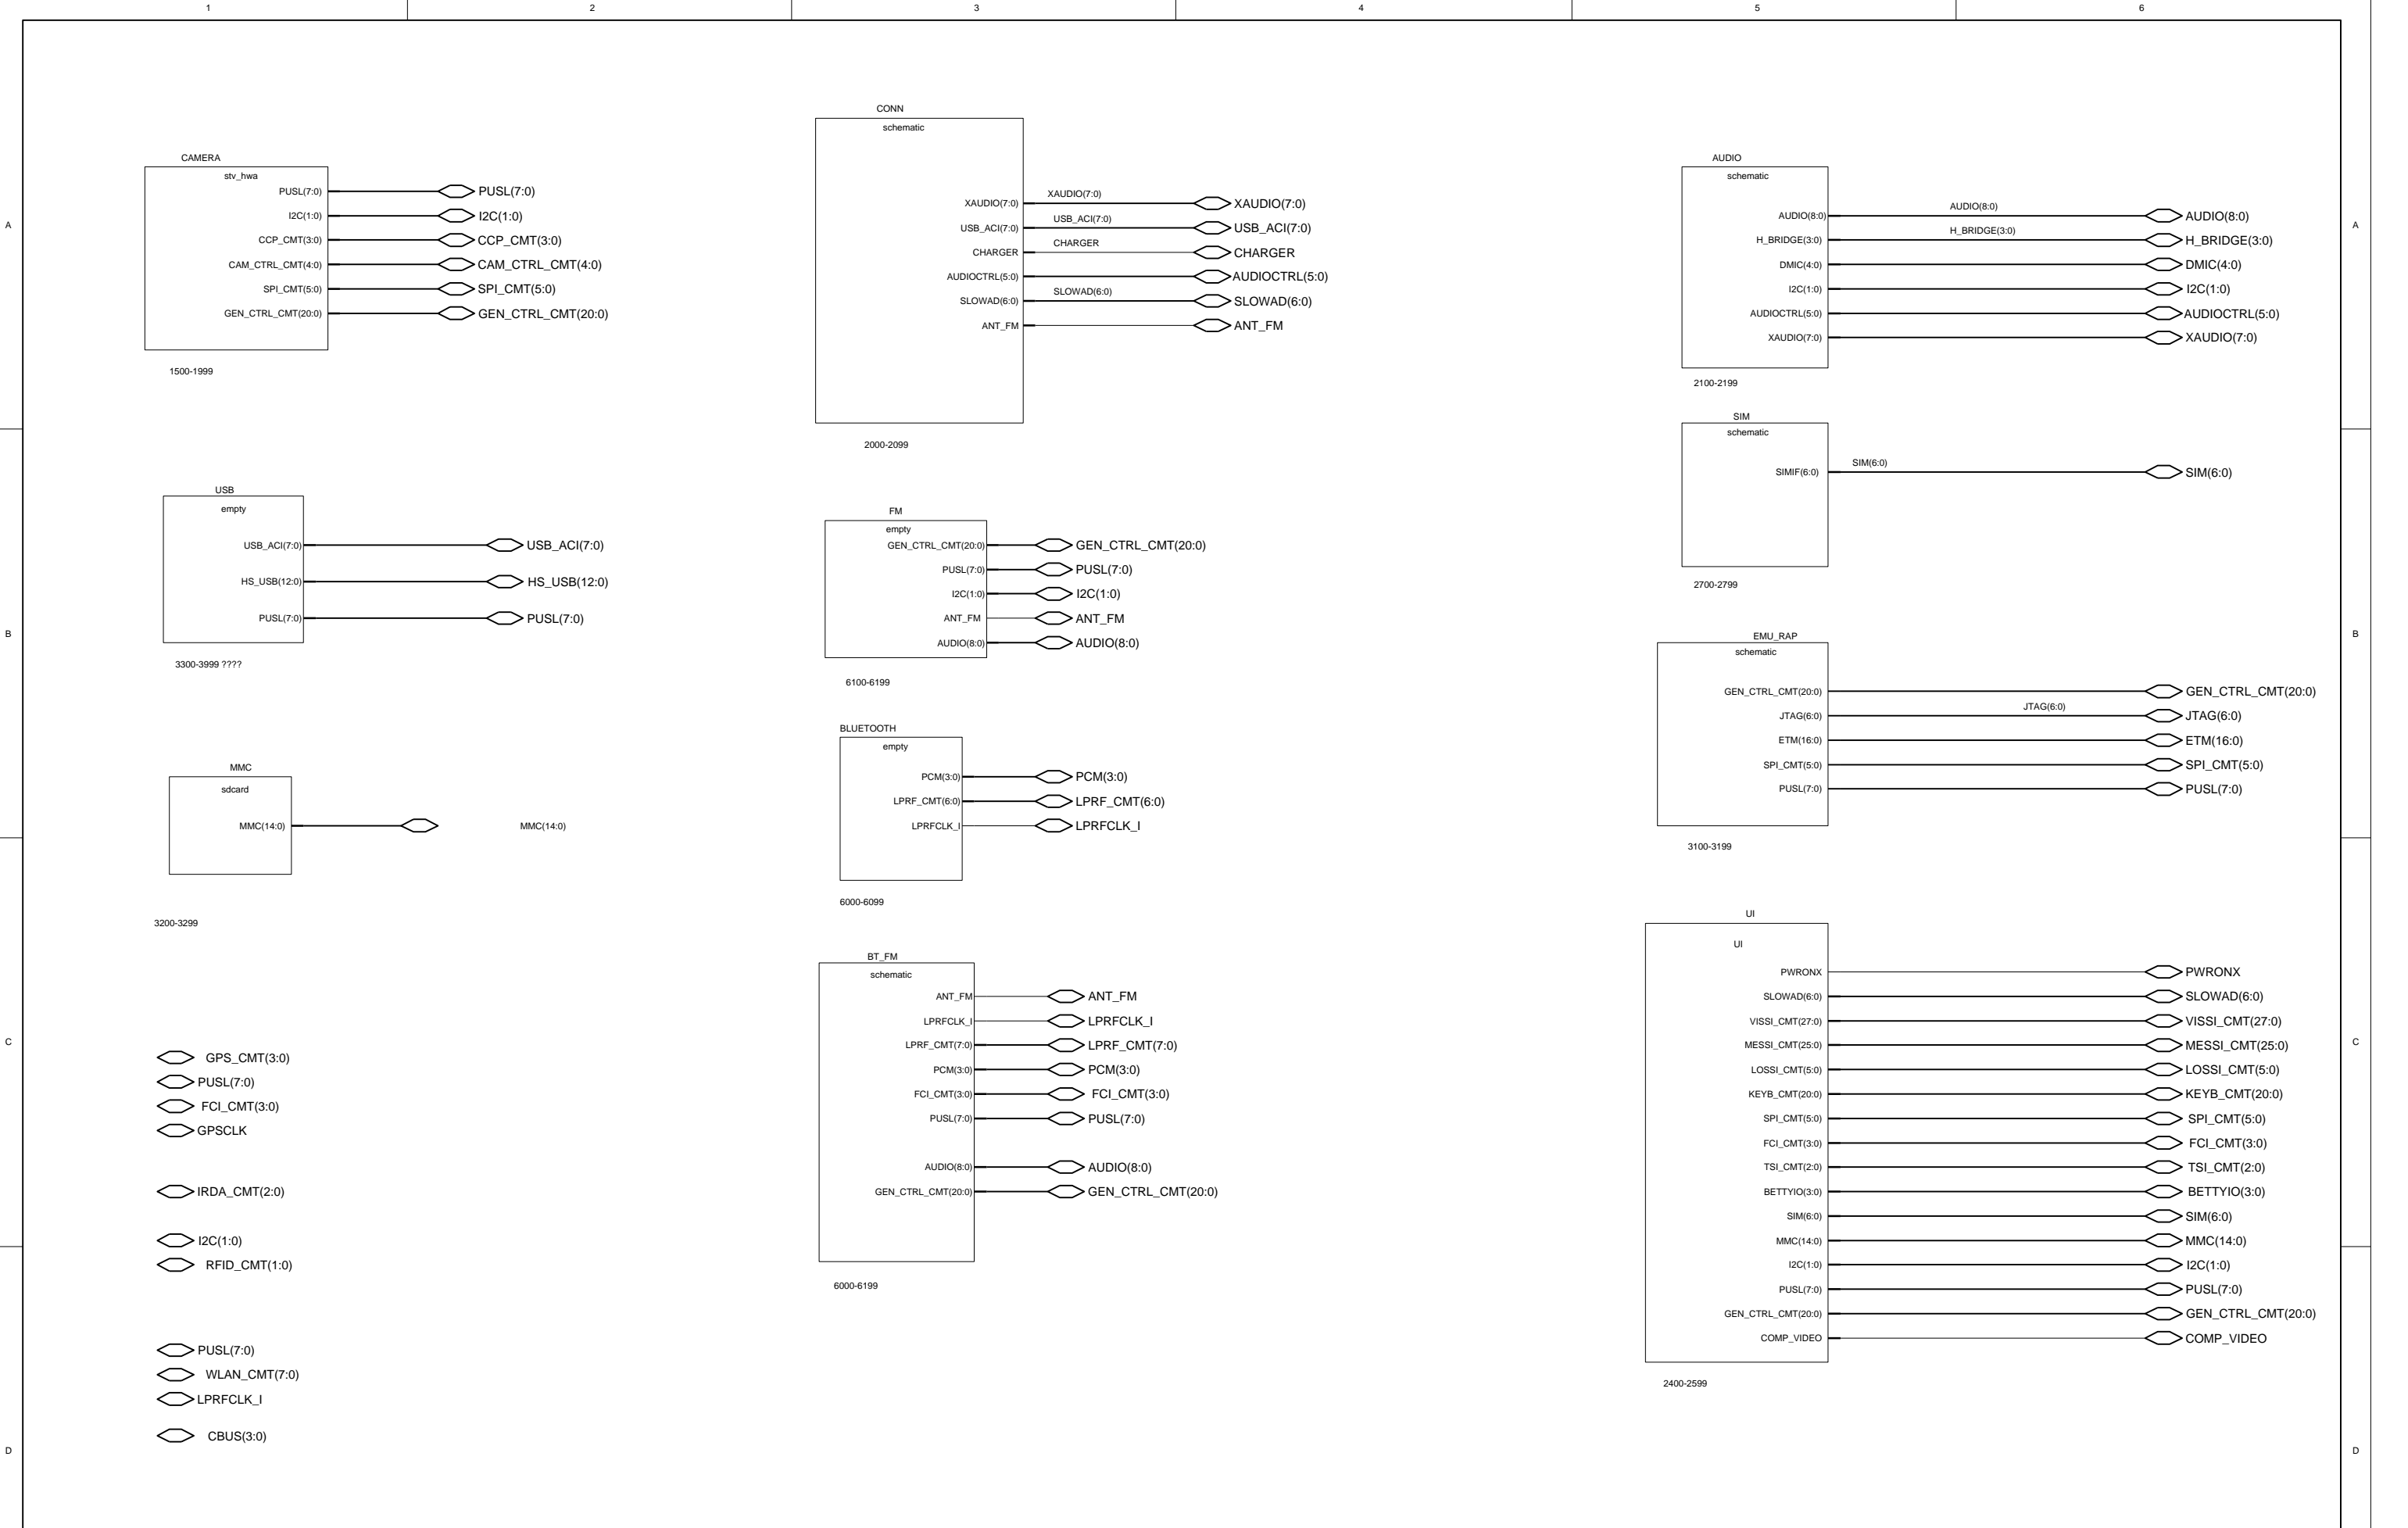 1 2 3 4 5 6
A A
B B
C C
D D
CAMERA
stv_hwa
PUSL(7:0) PUSL(7:0)
I2C(1:0) I2C(1:0)
CCP_CMT(3:0) CCP_CMT(3:0)
CAM_CTRL_CMT(4:0) CAM_CTRL_CMT(4:0)
SPI_CMT(5:0) SPI_CMT(5:0)
GEN_CTRL_CMT(20:0) GEN_CTRL_CMT(20:0)
1500-1999
USB
empty
USB_ACI(7:0) USB_ACI(7:0)
HS_USB(12:0) HS_USB(12:0)
PUSL(7:0) PUSL(7:0)
3300-3999 ????
MMC
sdcard
MMC(14:0) MMC(14:0)
3200-3299
GPS_CMT(3:0)
PUSL(7:0)
FCI_CMT(3:0)
GPSCLK
IRDA_CMT(2:0)
I2C(1:0)
RFID_CMT(1:0)
PUSL(7:0)
WLAN_CMT(7:0)
LPRFCLK_I
CBUS(3:0)
CONN
schematic
XAUDIO(7:0) XAUDIO(7:0) XAUDIO(7:0)
USB_ACI(7:0) USB_ACI(7:0) USB_ACI(7:0)
CHARGER CHARGER CHARGER
AUDIOCTRL(5:0) AUDIOCTRL(5:0)
SLOWAD(6:0) SLOWAD(6:0) SLOWAD(6:0)
ANT_FM ANT_FM
2000-2099
FM
empty
GEN_CTRL_CMT(20:0) GEN_CTRL_CMT(20:0)
PUSL(7:0) PUSL(7:0)
I2C(1:0) I2C(1:0)
ANT_FM ANT_FM
AUDIO(8:0) AUDIO(8:0)
6100-6199
BLUETOOTH
empty
PCM(3:0) PCM(3:0)
LPRF_CMT(6:0) LPRF_CMT(6:0)
LPRFCLK_I LPRFCLK_I
6000-6099
BT_FM
schematic
ANT_FM ANT_FM
LPRFCLK_I LPRFCLK_I
LPRF_CMT(7:0) LPRF_CMT(7:0)
PCM(3:0) PCM(3:0)
FCI_CMT(3:0) FCI_CMT(3:0)
PUSL(7:0) PUSL(7:0)
AUDIO(8:0) AUDIO(8:0)
GEN_CTRL_CMT(20:0) GEN_CTRL_CMT(20:0)
6000-6199
AUDIO
schematic
AUDIO(8:0) AUDIO(8:0) AUDIO(8:0)
H_BRIDGE(3:0) H_BRIDGE(3:0) H_BRIDGE(3:0)
DMIC(4:0) DMIC(4:0)
I2C(1:0) I2C(1:0)
AUDIOCTRL(5:0) AUDIOCTRL(5:0)
XAUDIO(7:0) XAUDIO(7:0)
2100-2199
SIM
schematic
SIMIF(6:0) SIM(6:0) SIM(6:0)
2700-2799
EMU_RAP
schematic
GEN_CTRL_CMT(20:0) GEN_CTRL_CMT(20:0)
JTAG(6:0) JTAG(6:0) JTAG(6:0)
ETM(16:0) ETM(16:0)
SPI_CMT(5:0) SPI_CMT(5:0)
PUSL(7:0) PUSL(7:0)
3100-3199
UI
UI
PWRONX PWRONX
SLOWAD(6:0) SLOWAD(6:0)
VISSI_CMT(27:0) VISSI_CMT(27:0)
MESSI_CMT(25:0) MESSI_CMT(25:0)
LOSSI_CMT(5:0) LOSSI_CMT(5:0)
KEYB_CMT(20:0) KEYB_CMT(20:0)
SPI_CMT(5:0) SPI_CMT(5:0)
FCI_CMT(3:0) FCI_CMT(3:0)
TSI_CMT(2:0) TSI_CMT(2:0)
BETTYIO(3:0) BETTYIO(3:0)
SIM(6:0) SIM(6:0)
MMC(14:0) MMC(14:0)
I2C(1:0) I2C(1:0)
PUSL(7:0) PUSL(7:0)
GEN_CTRL_CMT(20:0) GEN_CTRL_CMT(20:0)
COMP_VIDEO COMP_VIDEO
2400-2599